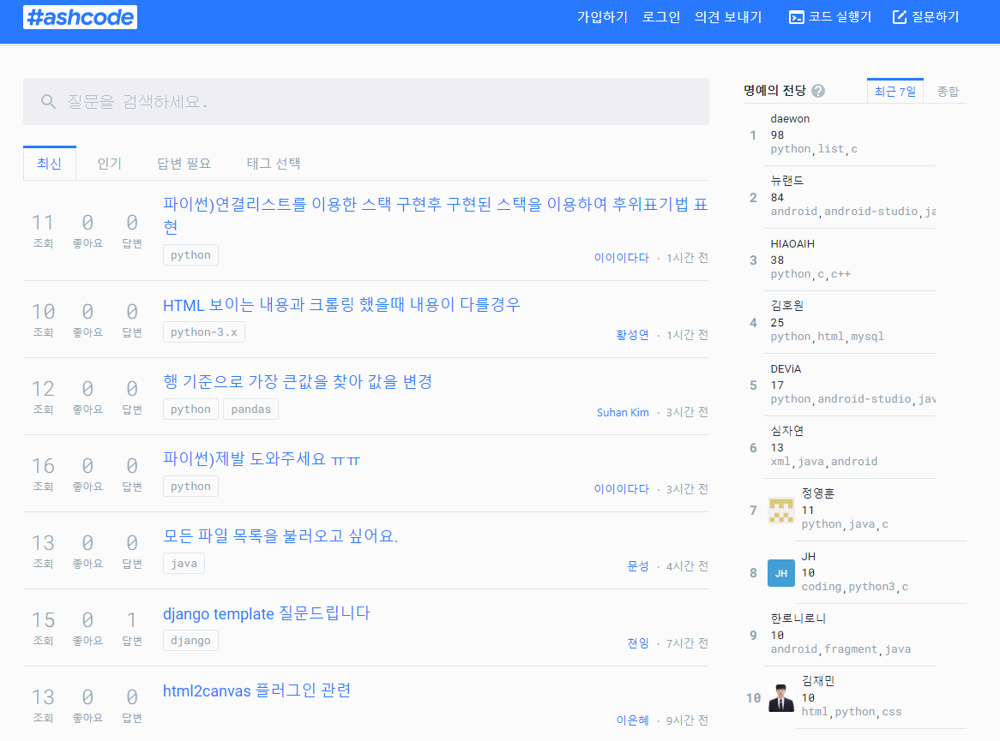 #ashcode
가입하기 로그인 의견 보내기 코드 실행기 질문하기
질문을 검색하세요.
최신 인기 답변 필요 태그 선택
11 0 0
조회 좋아요 답변
파이썬)연결리스트를 이용한 스택 구현후 구현된 스택을 이용하여 후위표기법 표
현
python
이이이다다 · 1시간 전
10 0 0
조회 좋아요 답변
HTML 보이는 내용과 크롤링 했을때 내용이 다를경우
python-3.x
황성연 · 1시간 전
12 0 0
조회 좋아요 답변
행 기준으로 가장 큰값을 찾아 값을 변경
python pandas
Suhan Kim · 3시간 전
16 0 0
조회 좋아요 답변
파이썬)제발 도와주세요 ㅠㅠ
python
이이이다다 · 3시간 전
13 0 0
조회 좋아요 답변
모든 파일 목록을 불러오고 싶어요.
java
문성 · 4시간 전
15 0 1
조회 좋아요 답변
django template 질문드립니다
django
쳔잉 · 7시간 전
13 0 0
조회 좋아요 답변
html2canvas 플러그인 관련
이은혜 · 9시간 전
명예의 전당 ? 최근 7일 종합
1
daewon
98
python,list,c
2
뉴랜드
84
android,android-studio,ja
3
HIAOAIH
38
python,c,c++
4
김호원
25
python,html,mysql
5
DEViA
17
python,android-studio,jav
6
심자연
13
xml,java,android
7
정영훈
11
python,java,c
8
JH
JH
10
coding,python3,c
9
한로니로니
10
android,fragment,java
10
김재민
10
html,python,css